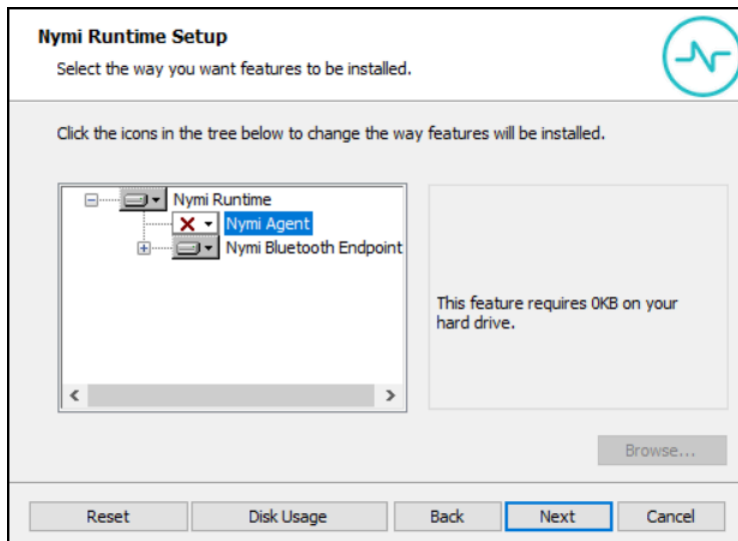 Nymi Runtime Setup
Select the way you want features to be installed.
Click the icons in the tree below to change the way features will be installed.
Nymi Runtime
Nymi Agent
Nymi Bluetooth Endpoint
This feature requires 0KB on your
hard drive.
Browse...
Reset Disk Usage Back Next Cancel